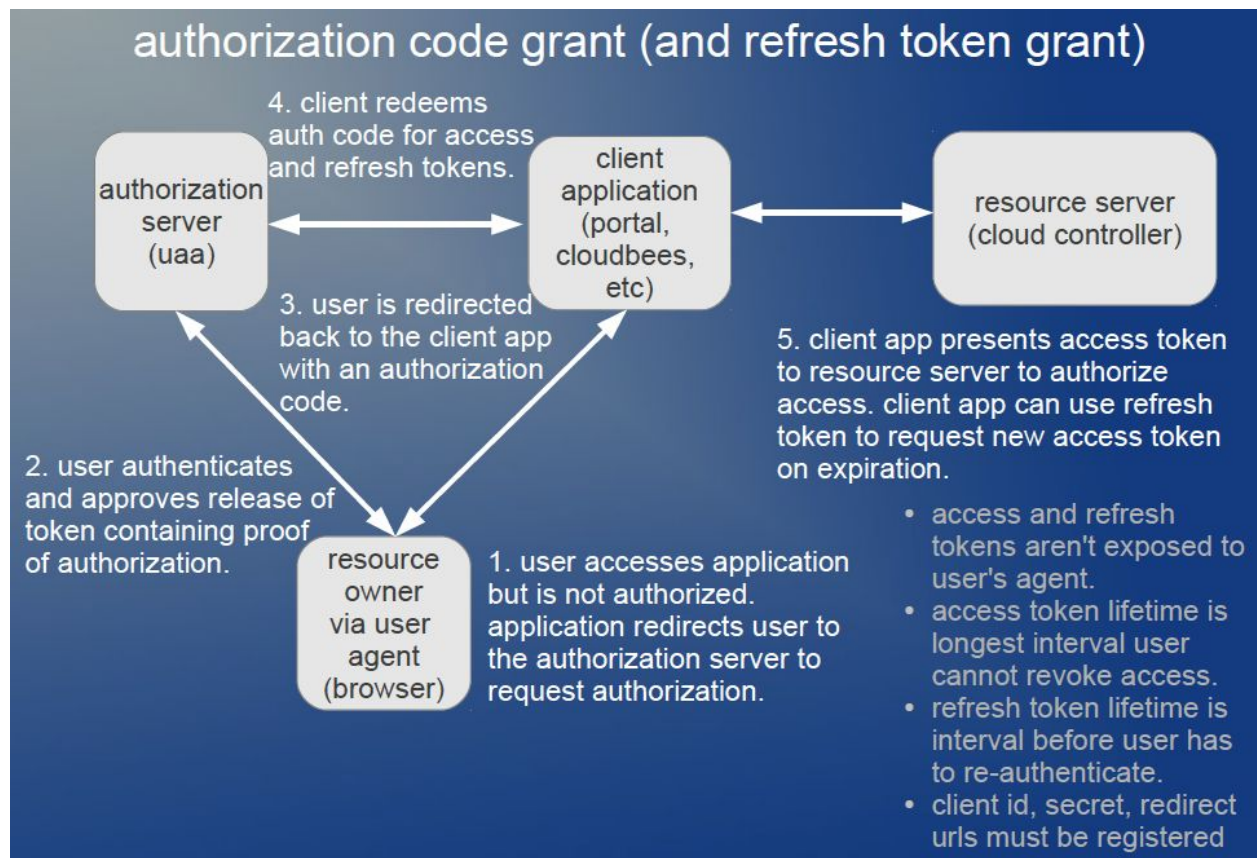 authorization code grant (and refresh token grant)
4. client redeems
auth code for access
and refresh tokens.
authorization
server
(uaa)
client
application
(portal,
cloudbees,
etc)
resource server
(cloud controller)
3. user is redirected
back to the client app
with an authorization
code.
5. client app presents access token
to resource server to authorize
access. client app can use refresh
token to request new access token
on expiration.
2. user authenticates
and approves release of
token containing proof
of authorization.
resource
owner
via user
agent
(browser)
1. user accesses application
but is not authorized.
application redirects user to
the authorization server to
request authorization.
• access and refresh
tokens aren't exposed to
user's agent.
• access token lifetime is
longest interval user
cannot revoke access.
• refresh token lifetime is
interval before user has
to re-authenticate.
• client id, secret, redirect
urls must be registered